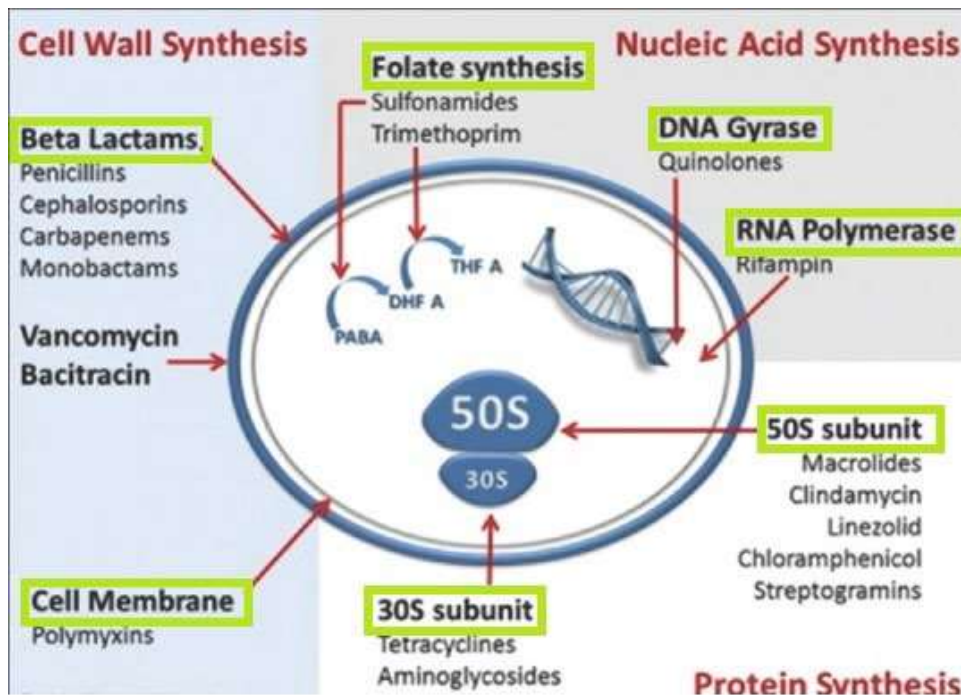 Cell Wall Synthesis
Nucleic Acid Synthesis
Folate synthesis
Sulfonamides
Trimethoprim
Beta Lactams
Penicillins
Cephalosporins
Carbapenems
Monobactams
DNA Gyrase
Quinolones
RNA Polymerase
Rifampin
THF A
DHF A
PABA
Vancomycin
Bacitracin
50S
30S
50S subunit
Macrolides
Clindamycin
Linezolid
Chloramphenicol
Streptogramins
Cell Membrane
Polymyxins
30S subunit
Tetracyclines
Aminoglycosides
Protein Synthesis